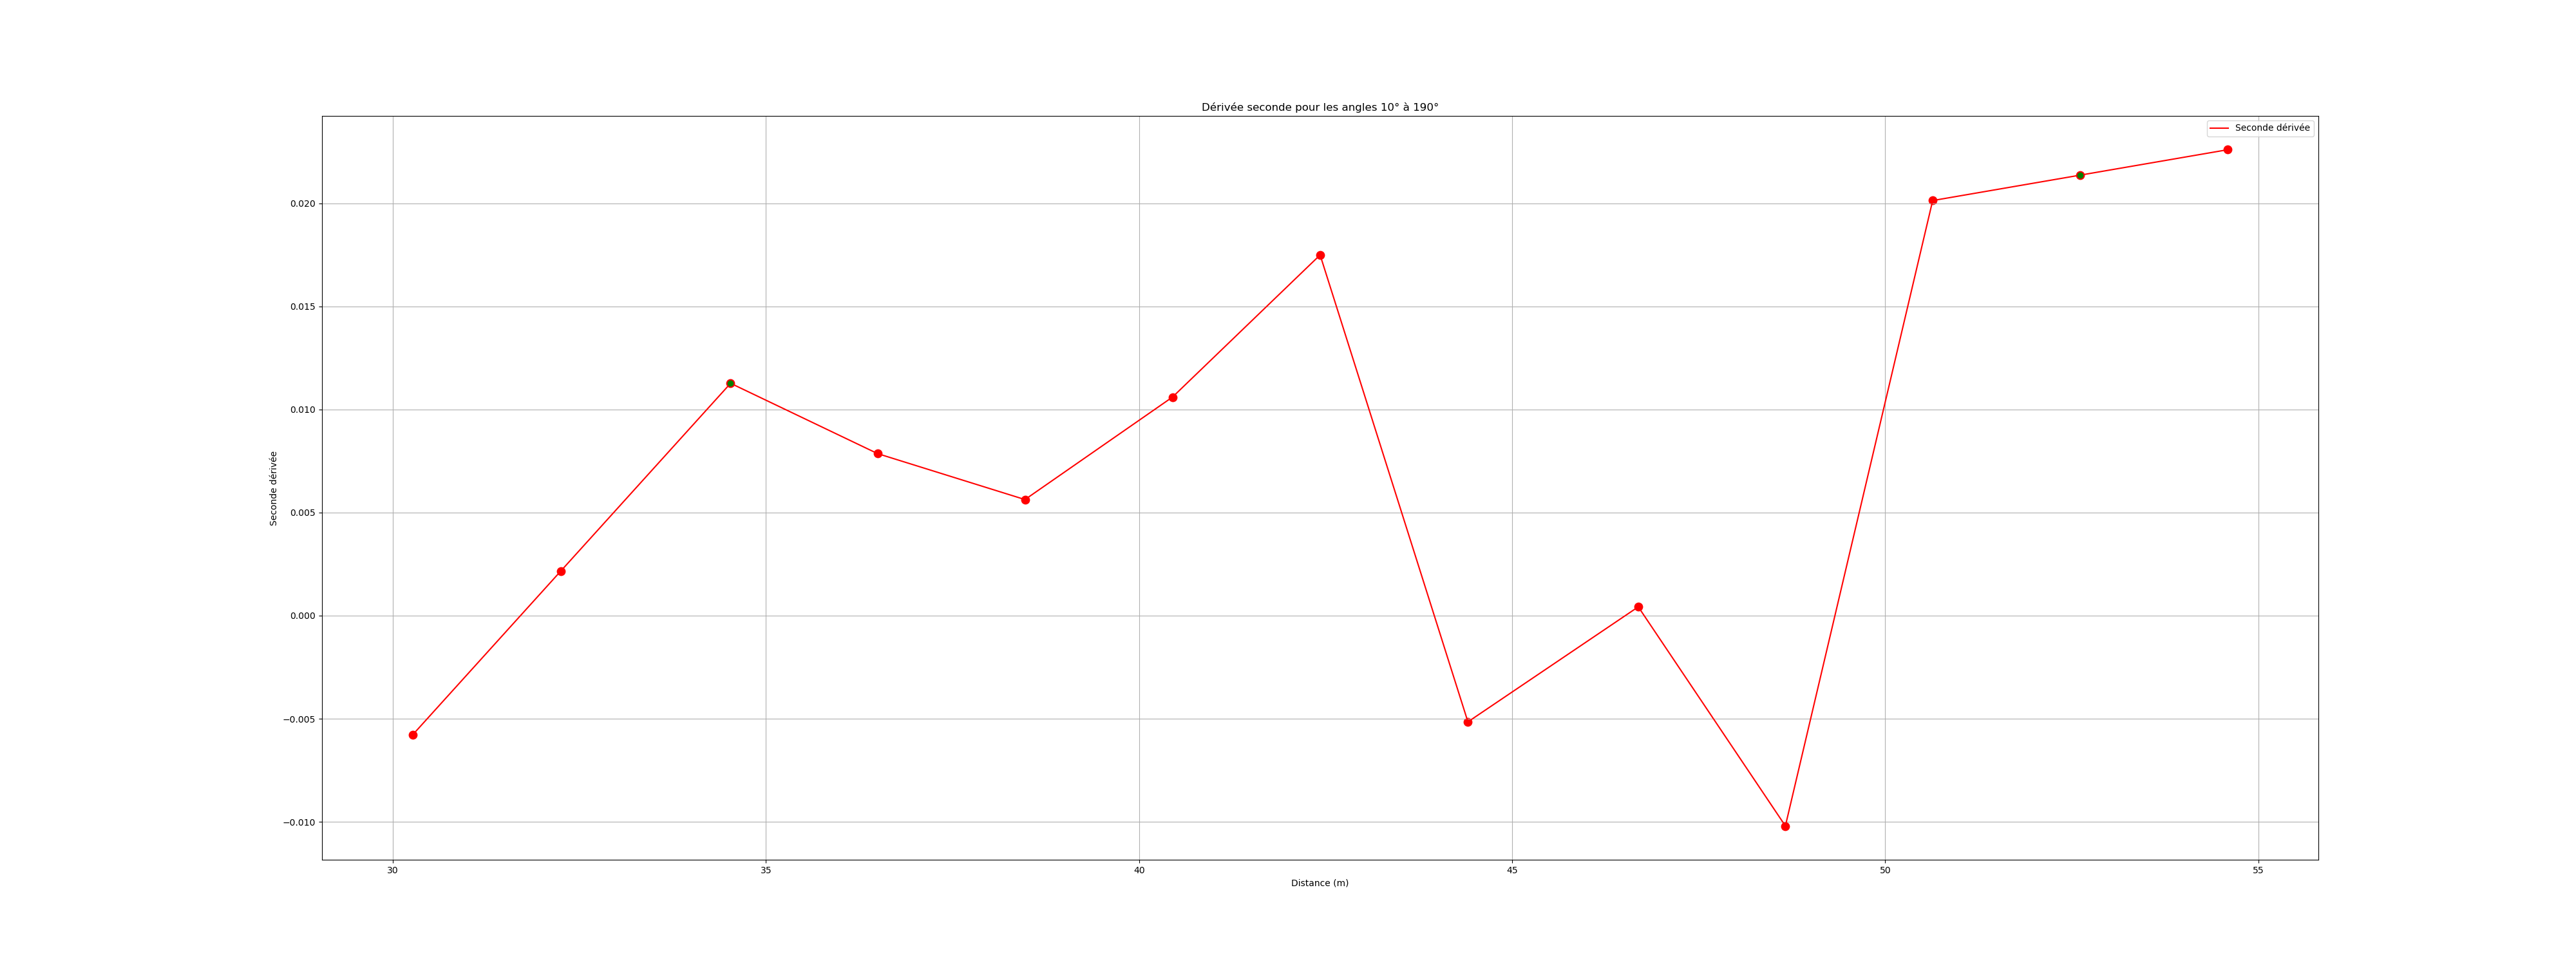 Dérivée seconde pour les angles 10° à 190°
Seconde dérivée
0.020
0.015
0.010
0.005
0.000
−0.005
−0.010
Seconde dérivée
30 35 40 45 50 55
Distance (m)